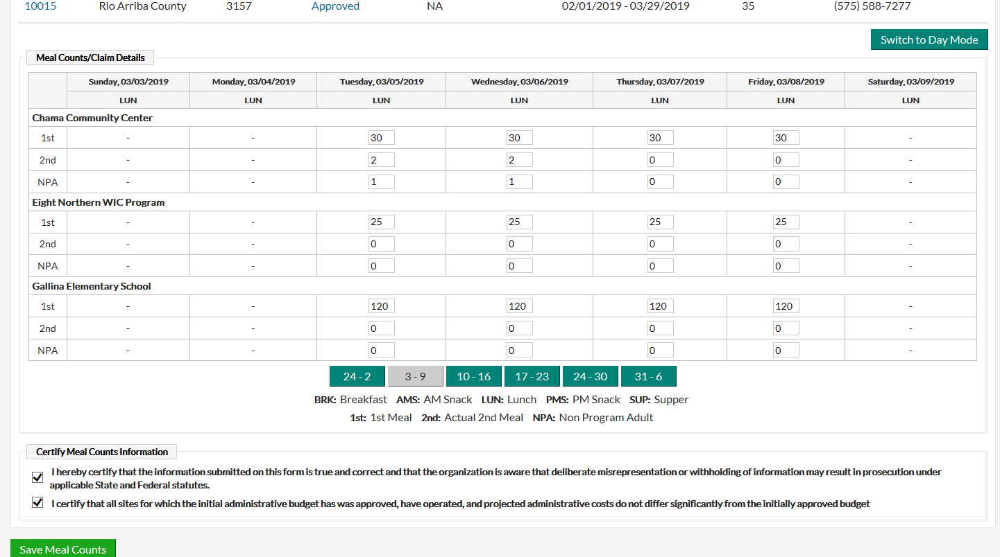 10015 Rio Arriba County 3157 Approved NA 02/01/2019 - 03/29/2019 35 (575) 588-7277
Switch to Day Mode
Meal Counts/Claim Details
Sunday, 03/03/2019 Monday, 03/04/2019 Tuesday, 03/05/2019 Wednesday, 03/06/2019 Thursday, 03/07/2019 Friday, 03/08/2019 Saturday, 03/09/2019
LUN LUN LUN LUN LUN LUN LUN
Chama Community Center
1st - - 30 30 30 30 -
2nd - - 2 2 0 0 -
NPA - - 1 1 0 0 -
Eight Northern WIC Program
1st - - 25 25 25 25 -
2nd - - 0 0 0 0 -
NPA - - 0 0 0 0 -
Gallina Elementary School
1st - - 120 120 120 120 -
2nd - - 0 0 0 0 -
NPA - - 0 0 0 0 -
24 - 2 3 - 9 10 - 16 17 - 23 24 - 30 31 - 6
BRK: Breakfast AMS: AM Snack LUN: Lunch PMS: PM Snack SUP: Supper
1st: 1st Meal 2nd: Actual 2nd Meal NPA: Non Program Adult
Certify Meal Counts Information
I hereby certify that the information submitted on this form is true and correct and that the organization is aware that deliberate misrepresentation or withholding of information may result in prosecution under
applicable State and Federal statutes.
I certify that all sites for which the initial administrative budget has was approved, have operated, and projected administrative costs do not differ significantly from the initially approved budget
Save Meal Counts